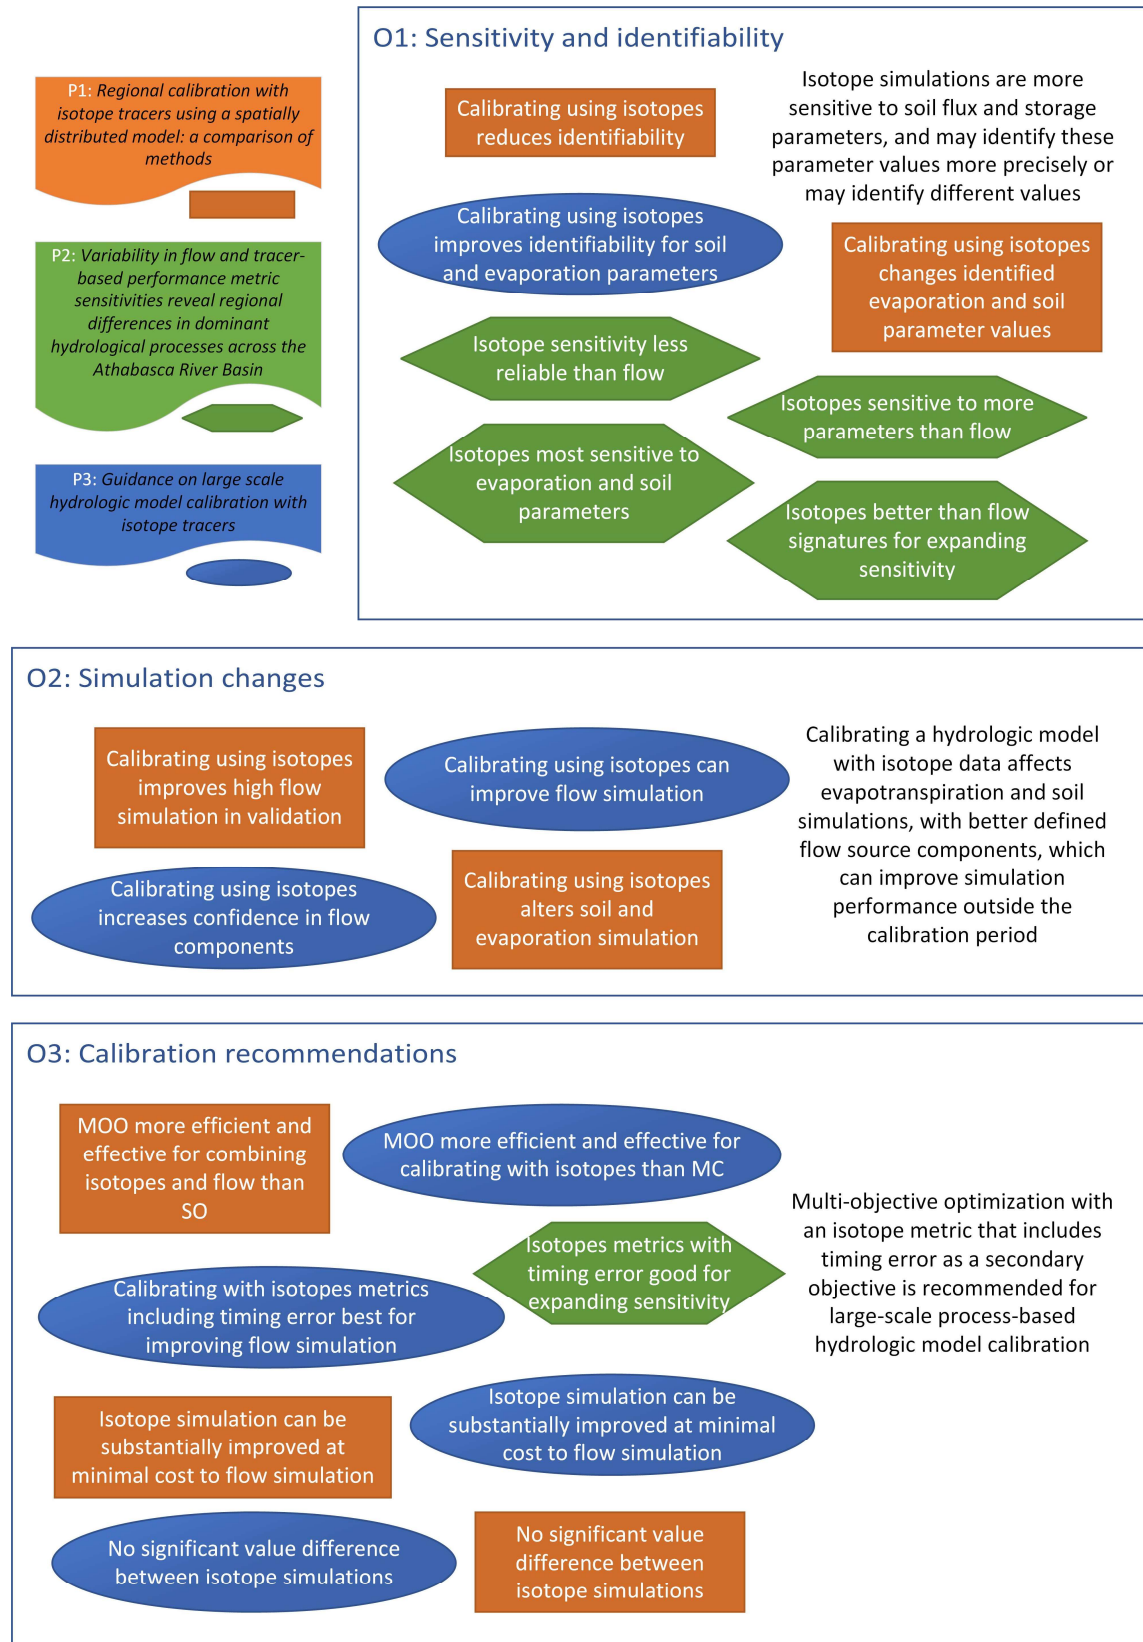 P1: Regional calibration with
isotope tracers using a spatially
distributed model: a comparison of
methods
P2: Variability in flow and tracer-
based performance metric
sensitivities reveal regional
differences in dominant
hydrological processes across the
Athabasca River Basin
P3: Guidance on large scale
hydrologic model calibration with
isotope tracers
O1: Sensitivity and identifiability
Calibrating using isotopes
reduces identifiability
Isotope simulations are more
sensitive to soil flux and storage
parameters, and may identify these
parameter values more precisely or
may identify different values
Calibrating using isotopes
improves identifiability for soil
and evaporation parameters
Calibrating using isotopes
changes identified
evaporation and soil
parameter values
Isotope sensitivity less
reliable than flow
Isotopes sensitive to more
parameters than flow
Isotopes most sensitive to
evaporation and soil
parameters
Isotopes better than flow
signatures for expanding
sensitivity
O2: Simulation changes
Calibrating using isotopes
improves high flow
simulation in validation
Calibrating using isotopes can
improve flow simulation
Calibrating using isotopes
increases confidence in flow
components
Calibrating using isotopes
alters soil and
evaporation simulation
Calibrating a hydrologic model
with isotope data affects
evapotranspiration and soil
simulations, with better defined
flow source components, which
can improve simulation
performance outside the
calibration period
O3: Calibration recommendations
MOO more efficient and
effective for combining
isotopes and flow than
SO
MOO more efficient and effective for
calibrating with isotopes than MC
Isotopes metrics with
timing error good for
expanding sensitivity
Calibrating with isotopes metrics
including timing error best for
improving flow simulation
Multi-objective optimization with
an isotope metric that includes
timing error as a secondary
objective is recommended for
large-scale process-based
hydrologic model calibration
Isotope simulation can be
substantially improved at
minimal cost to flow simulation
Isotope simulation can be
substantially improved at minimal
cost to flow simulation
No significant value difference
between isotope simulations
No significant value
difference between
isotope simulations